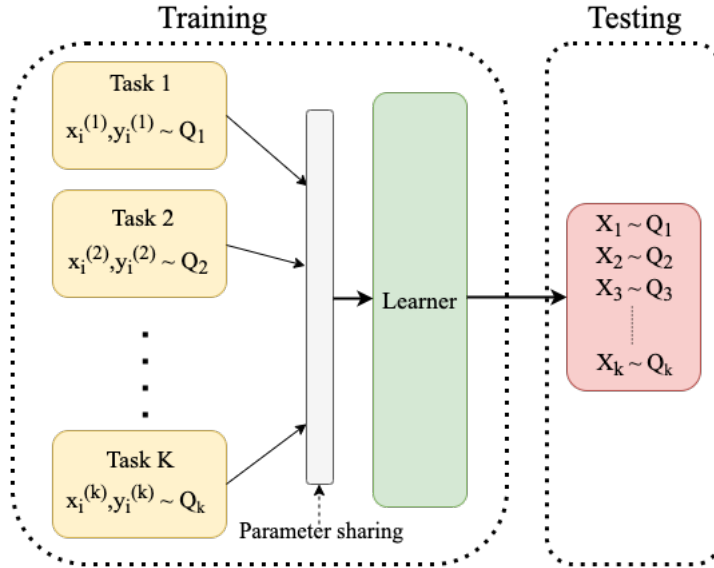 Training
Testing
Task 1
xᵢ⁽¹⁾,yᵢ⁽¹⁾ ~ Q₁
Task 2
xᵢ⁽²⁾,yᵢ⁽²⁾ ~ Q₂
Task K
xᵢ⁽ᵏ⁾,yᵢ⁽ᵏ⁾ ~ Qₖ
Parameter sharing
Learner
X₁ ~ Q₁
X₂ ~ Q₂
X₃ ~ Q₃
Xₖ ~ Qₖ